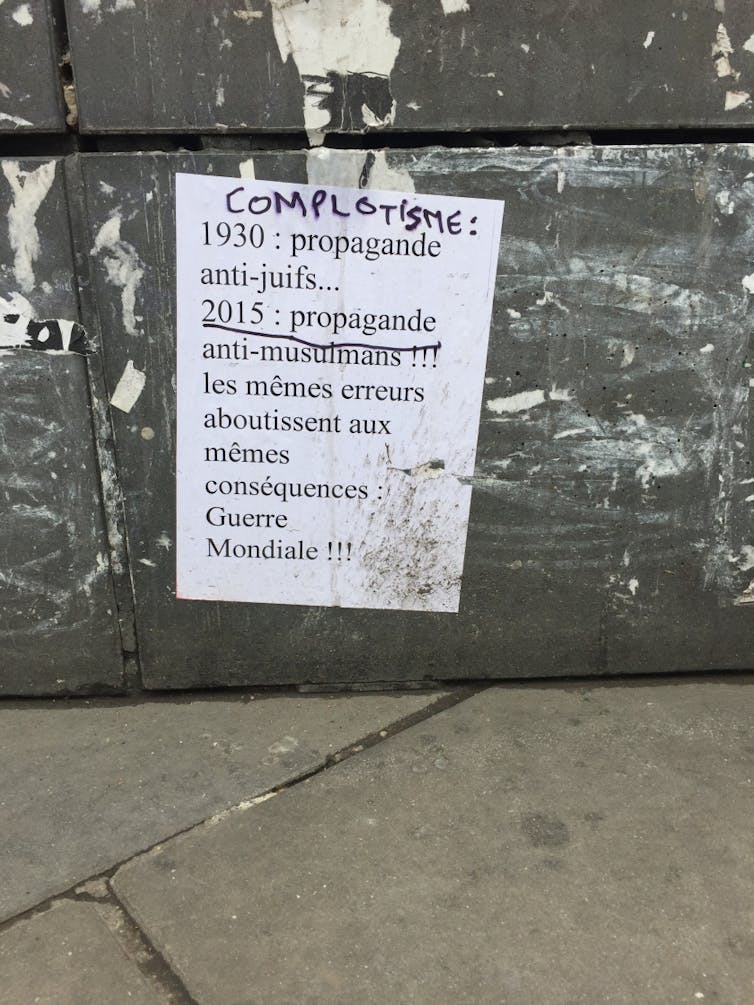 COMPLOTISME:
1930 : propagande
anti-juifs...
2015 : propagande
anti-musulmans !!!
les mêmes erreurs
aboutissent aux
mêmes
conséquences :
Guerre
Mondiale !!!